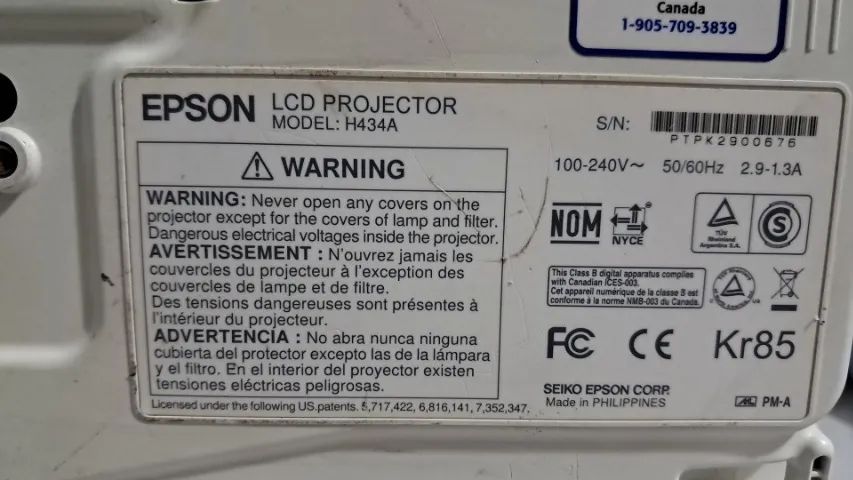 Canada
1-905-709-3839
EPSON LCD PROJECTOR
MODEL: H434A
S/N:
PTPK2900676
100-240V~ 50/60Hz 2.9-1.3A
WARNING
WARNING: Never open any covers on the
projector except for the covers of lamp and filter.
Dangerous electrical voltages inside the projector.
AVERTISSEMENT : N'ouvrez jamais les
couvercles du projecteur à l'exception des
couvercles de lampe et de filtre.
Des tensions dangereuses sont présentes à
l'intérieur du projecteur.
ADVERTENCIA : No abra nunca ninguna
cubierta del protector excepto las de la lámpara
y el filtro. En el interior del proyector existen
tensiones eléctricas peligrosas.
Licensed under the following US.patents. 5,717,422, 6,816,141, 7,352,347.
NOM
NYCE
TÜV
Rheinland
Argentina S.A.
S
This Class B digital apparatus complies
with Canadian ICES-003.
Cet appareil numérique de la classe B est
conforme à la norme NMB-003 du Canada.
FC CE Kr85
SEIKO EPSON CORP.
Made in PHILIPPINES
PM-A